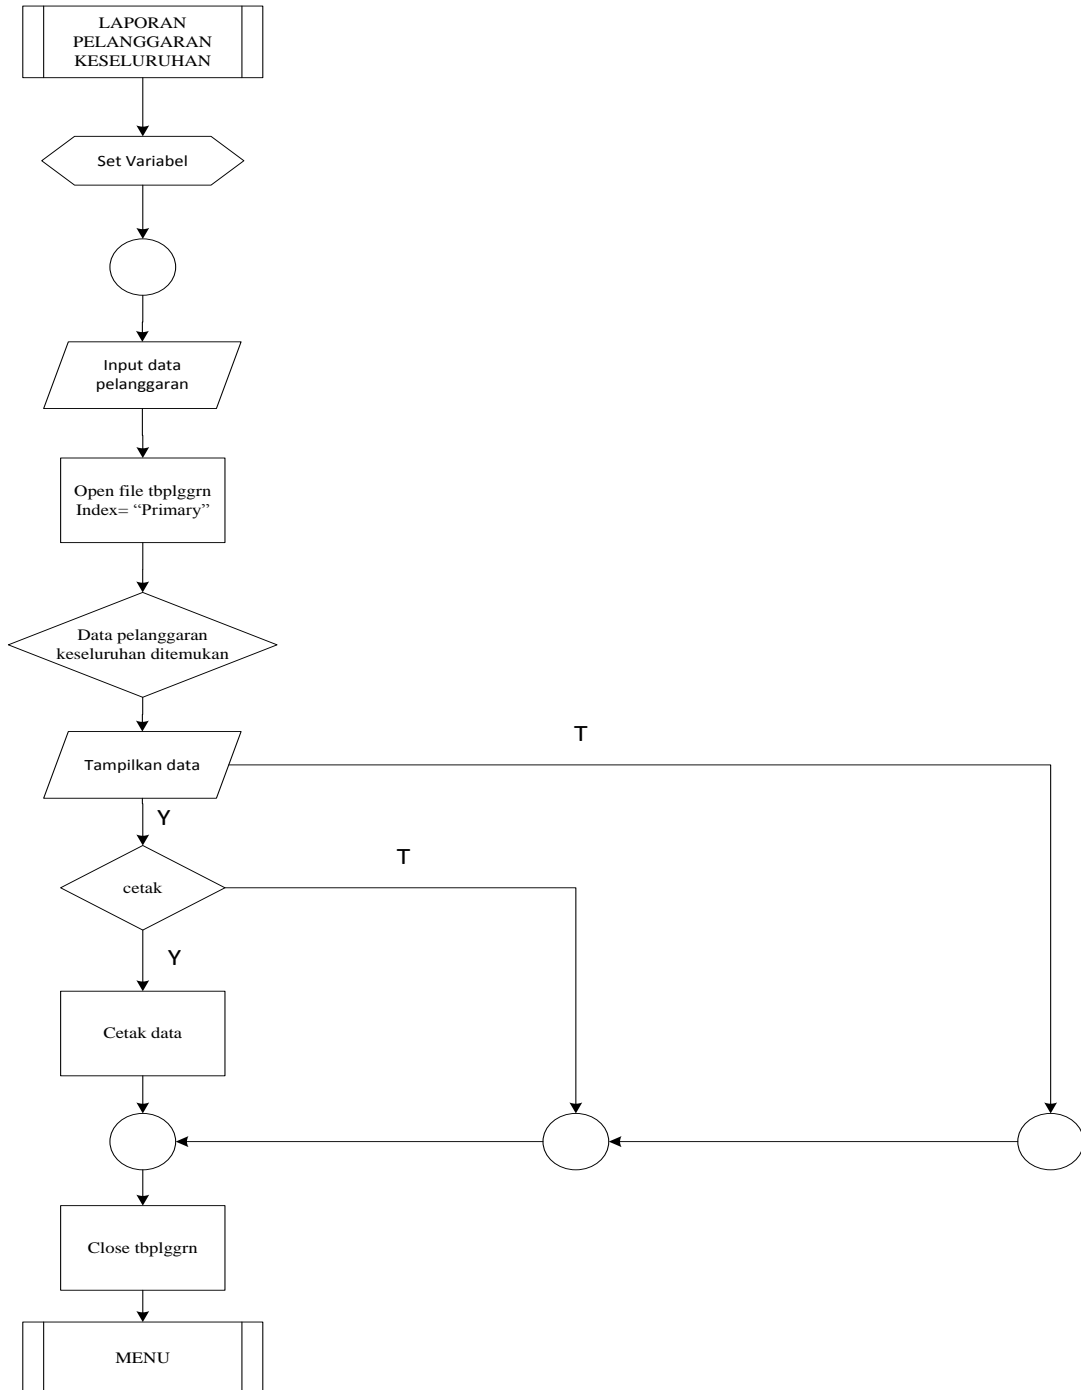 LAPORAN
PELANGGARAN
KESELURUHAN
Set Variabel
Input data
pelanggaran
Open file tbplggrn
Index= “Primary”
Data pelanggaran
keseluruhan ditemukan
T
Tampilkan data
Y
T
cetak
Y
Cetak data
Close tbplggrn
MENU